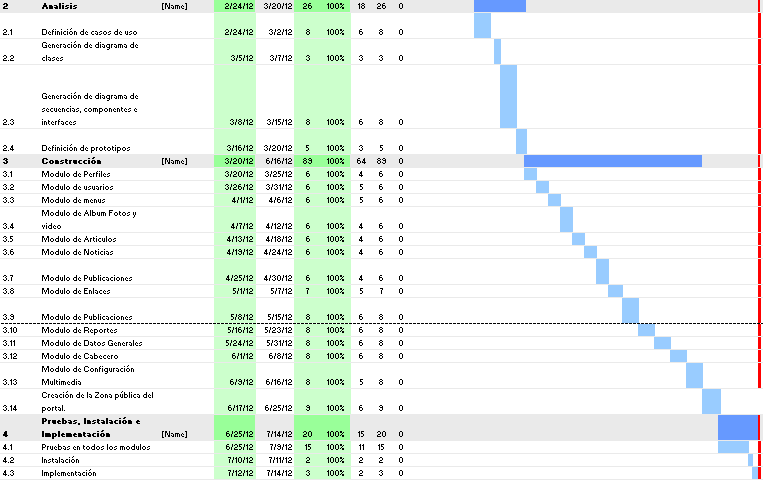 2 Analisis [Name] 2/24/12 3/20/12 26 100% 18 26 0
2.1 Definición de casos de uso 2/24/12 3/2/12 8 100% 6 8 0
Generación de diagrama de
2.2 clases 3/5/12 3/7/12 3 100% 3 3 0
Generación de diagrama de
secuencias, componentes e
2.3 interfaces 3/8/12 3/15/12 8 100% 6 8 0
2.4 Definición de prototipos 3/16/12 3/20/12 5 100% 3 5 0
3 Construcción [Name] 3/20/12 6/16/12 89 100% 64 89 0
3.1 Modulo de Perfiles 3/20/12 3/25/12 6 100% 4 6 0
3.2 Modulo de usuarios 3/26/12 3/31/12 6 100% 5 6 0
3.3 Modulo de menus 4/1/12 4/6/12 6 100% 5 6 0
Modulo de Album Fotos y
3.4 video 4/7/12 4/12/12 6 100% 4 6 0
3.5 Modulo de Articulos 4/13/12 4/18/12 6 100% 4 6 0
3.6 Modulo de Noticias 4/19/12 4/24/12 6 100% 4 6 0
3.7 Modulo de Publicaciones 4/25/12 4/30/12 6 100% 4 6 0
3.8 Modulo de Enlaces 5/1/12 5/7/12 7 100% 5 7 0
3.9 Modulo de Publicaciones 5/8/12 5/15/12 8 100% 6 8 0
3.10 Modulo de Reportes 5/16/12 5/23/12 8 100% 6 8 0
3.11 Modulo de Datos Generales 5/24/12 5/31/12 8 100% 6 8 0
3.12 Modulo de Cabecero 6/1/12 6/8/12 8 100% 6 8 0
Modulo de Configuración
3.13 Multimedia 6/9/12 6/16/12 8 100% 5 8 0
Creación de la Zona pública del
3.14 portal. 6/17/12 6/25/12 9 100% 6 9 0
Pruebas, Instalación e
4 Implementación [Name] 6/25/12 7/14/12 20 100% 15 20 0
4.1 Pruebas en todos los modulos 6/25/12 7/9/12 15 100% 11 15 0
4.2 Instalación 7/10/12 7/11/12 2 100% 2 2 0
4.3 Implementación 7/12/12 7/14/12 3 100% 2 3 0